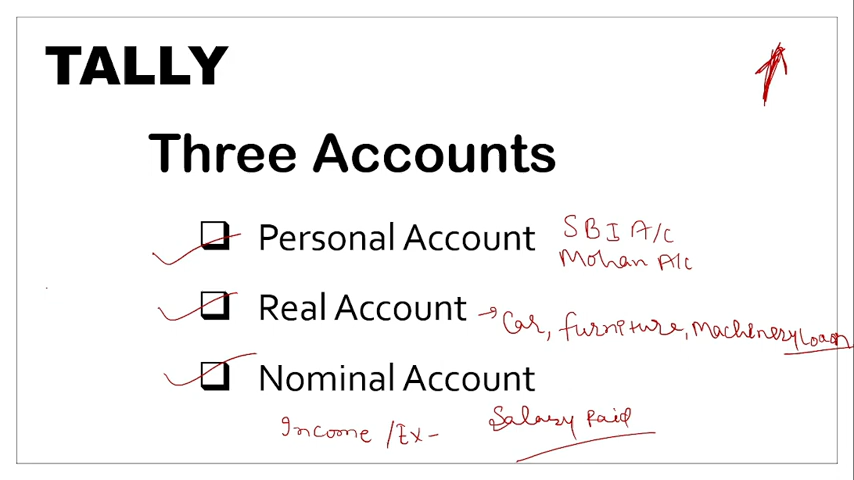 TALLY
Three Accounts
Personal Account SBI A/c
Mohan A/c
Real Account → Car, furniture, Machinery Loan
Nominal Account
Income /Ex -
Salary Paid